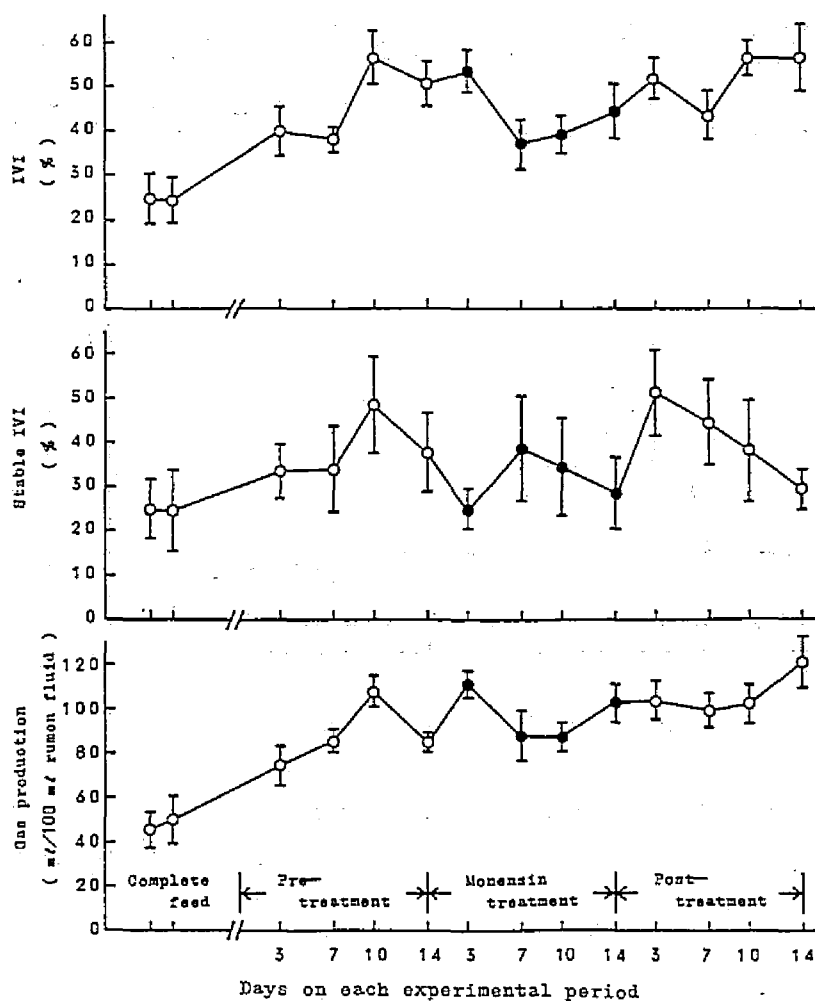 60
50
40
30
20
10
0
IVI
( % )
60
50
40
30
20
10
0
Stable IVI
( % )
120
100
80
60
40
20
0
Gas production
( mℓ/100 mℓ rumen fluid )
Complete
feed
Pre—
treatment
Monensin
treatment
Post—
treatment
3 7 10 14 3 7 10 14 3 7 10 14
Days on each experimental period